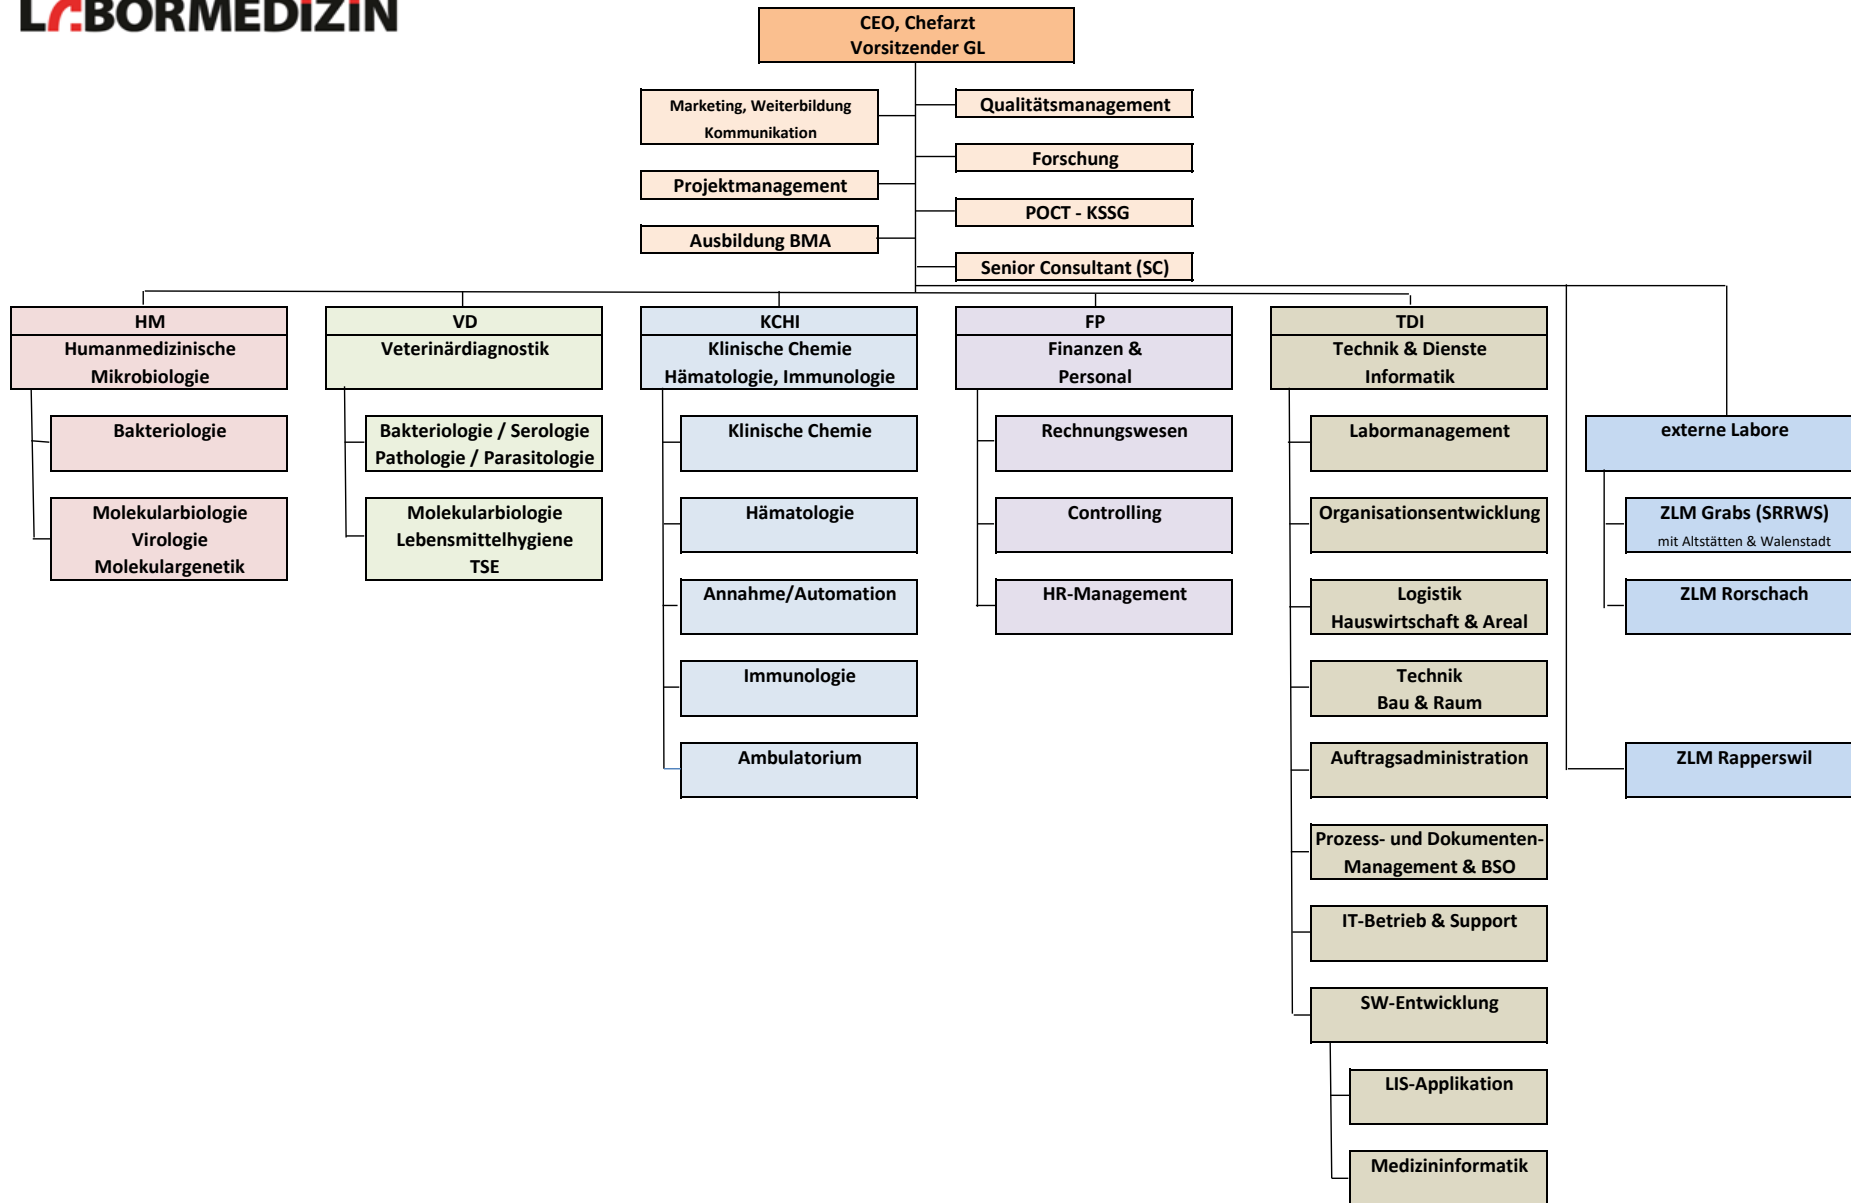 LABORMEDIZIN
CEO, Chefarzt
Vorsitzender GL
Marketing, Weiterbildung
Kommunikation
Qualitätsmanagement
Forschung
Projektmanagement
POCT - KSSG
Ausbildung BMA
Senior Consultant (SC)
HM
Humanmedizinische
Mikrobiologie
Bakteriologie
Molekularbiologie
Virologie
Molekulargenetik
VD
Veterinärdiagnostik
Bakteriologie / Serologie
Pathologie / Parasitologie
Molekularbiologie
Lebensmittelhygiene
TSE
KCHI
Klinische Chemie
Hämatologie, Immunologie
Klinische Chemie
Hämatologie
Annahme/Automation
Immunologie
Ambulatorium
FP
Finanzen &
Personal
Rechnungswesen
Controlling
HR-Management
TDI
Technik & Dienste
Informatik
Labormanagement
Organisationsentwicklung
Logistik
Hauswirtschaft & Areal
Technik
Bau & Raum
Auftragsadministration
Prozess- und Dokumenten-
Management & BSO
IT-Betrieb & Support
SW-Entwicklung
LIS-Applikation
Medizininformatik
externe Labore
ZLM Grabs (SRRWS)
mit Altstätten & Walenstadt
ZLM Rorschach
ZLM Rapperswil